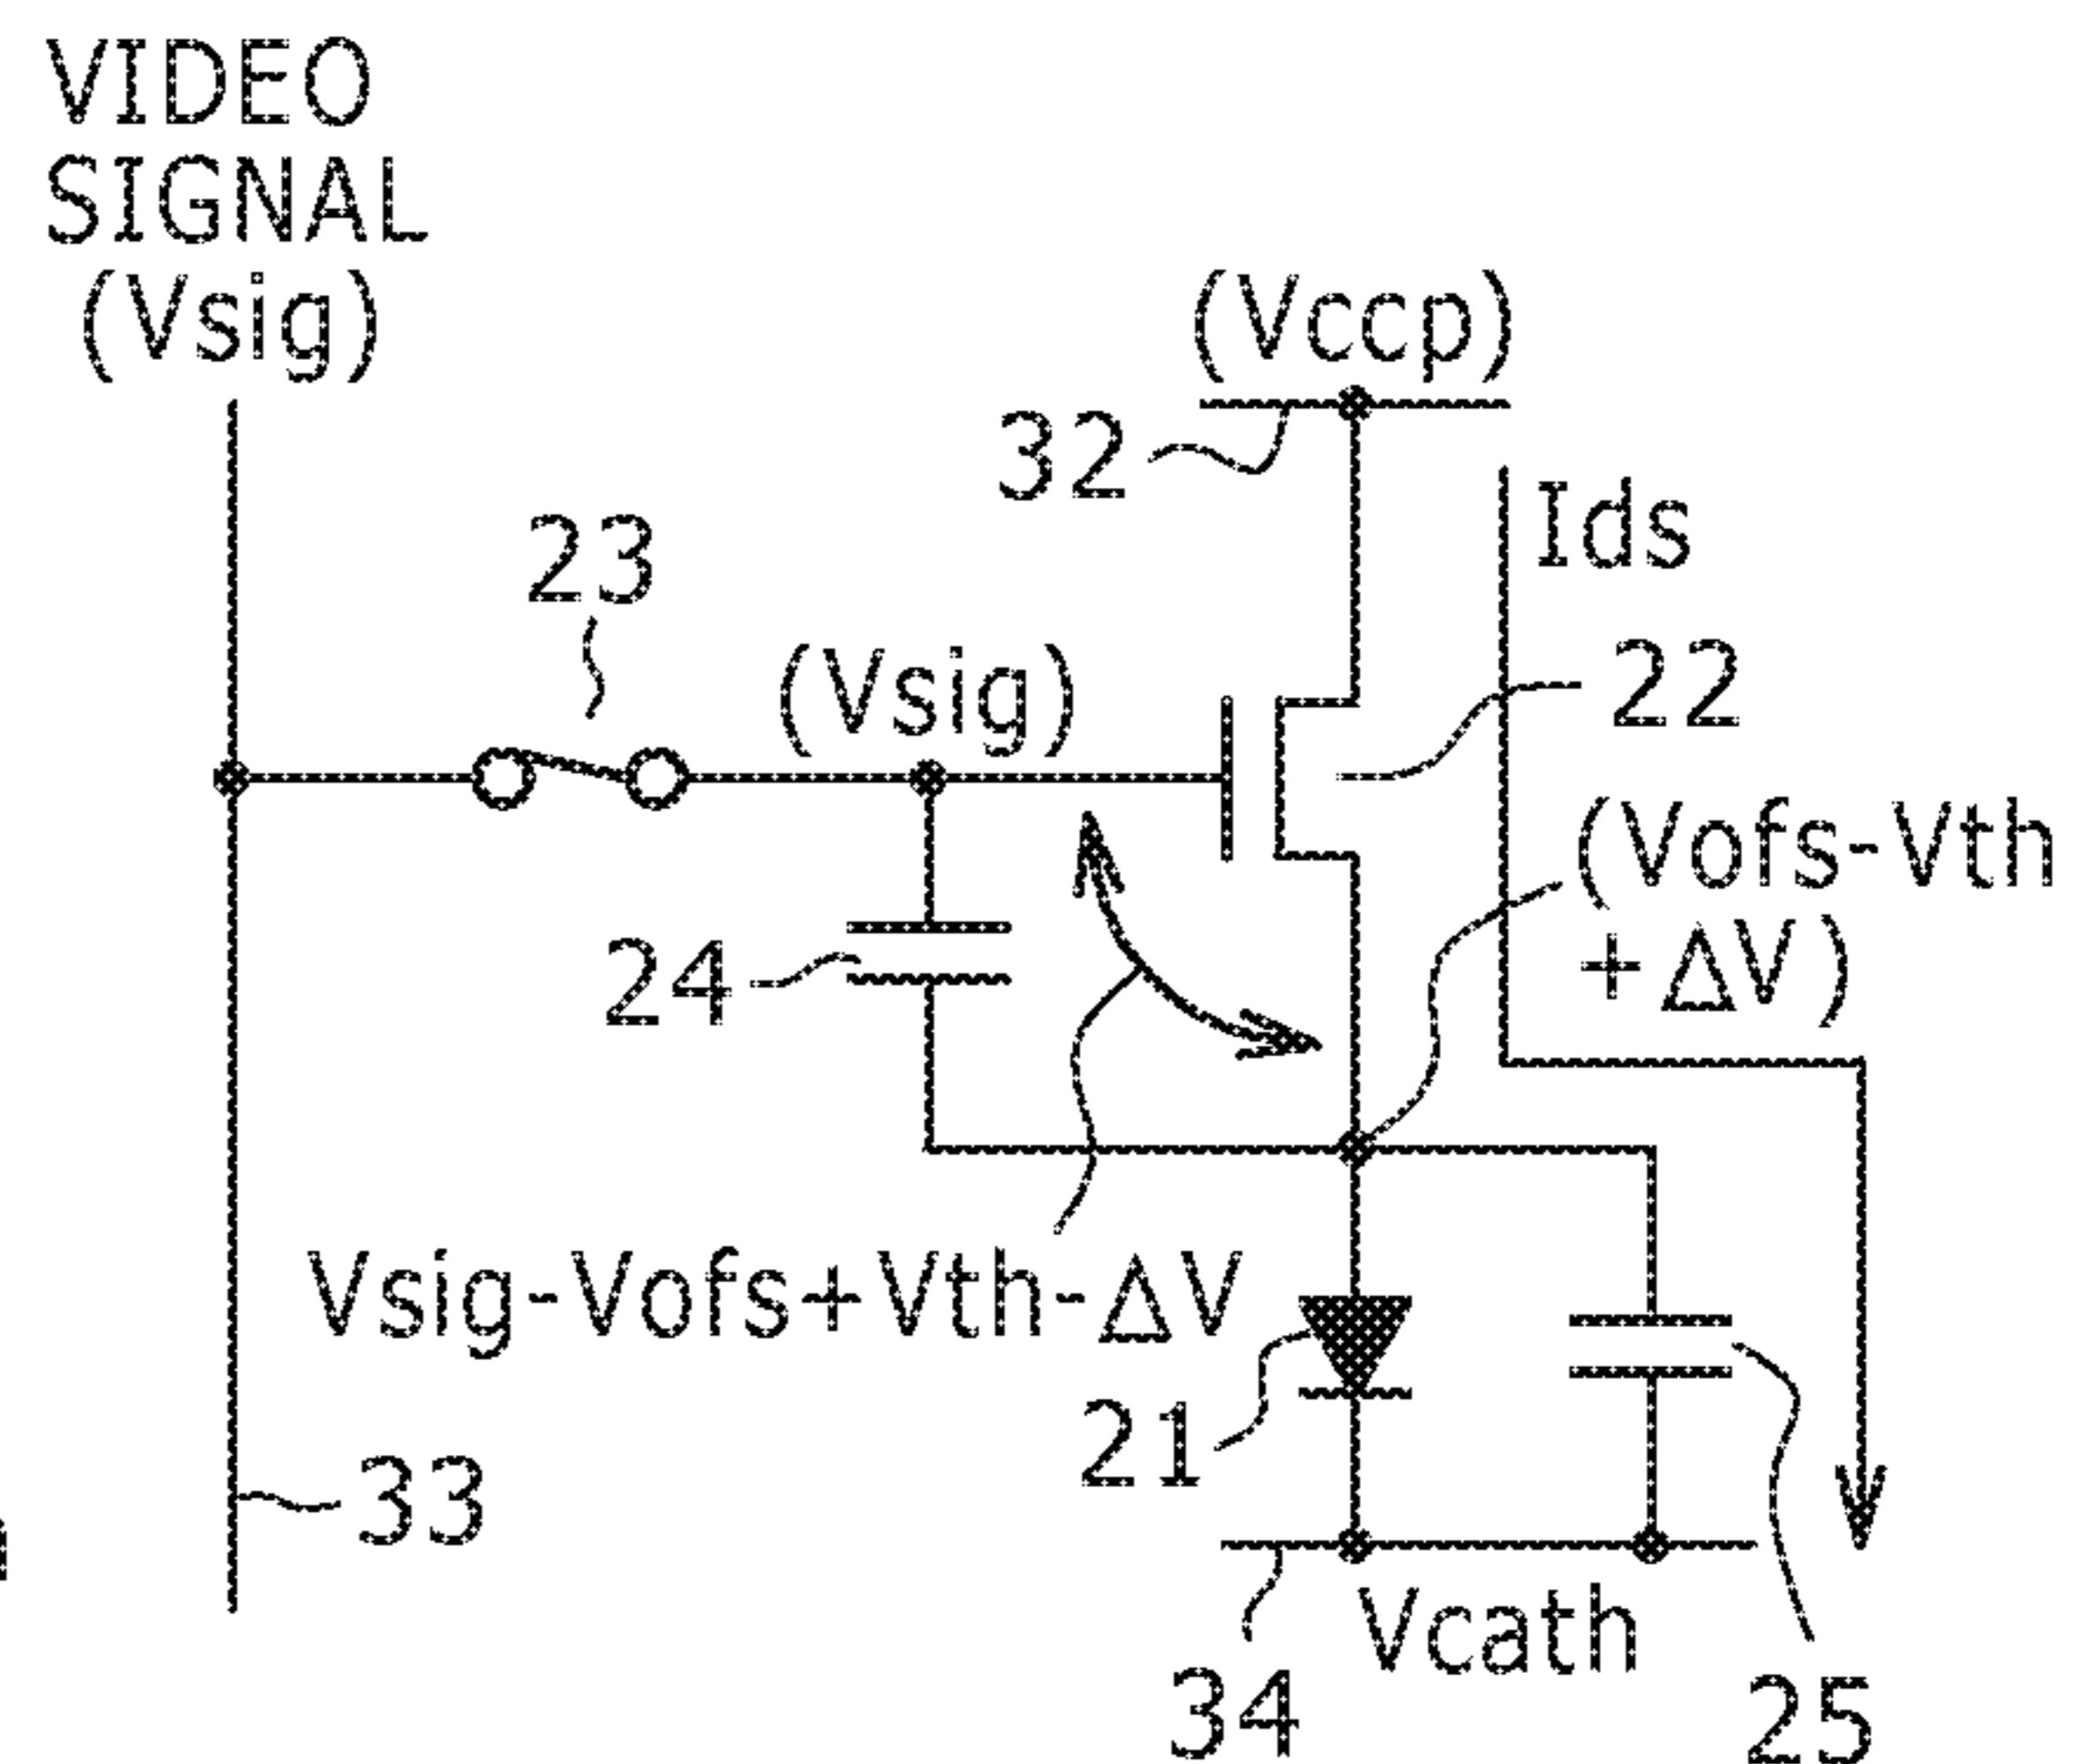 VIDEO
SIGNAL
(Vsig)
(Vccp)
32
Ids
23
(Vsig)
22
(Vofs-Vth
+ΔV)
24
Vsig-Vofs+Vth-ΔV
21
33
Vcath
34
25